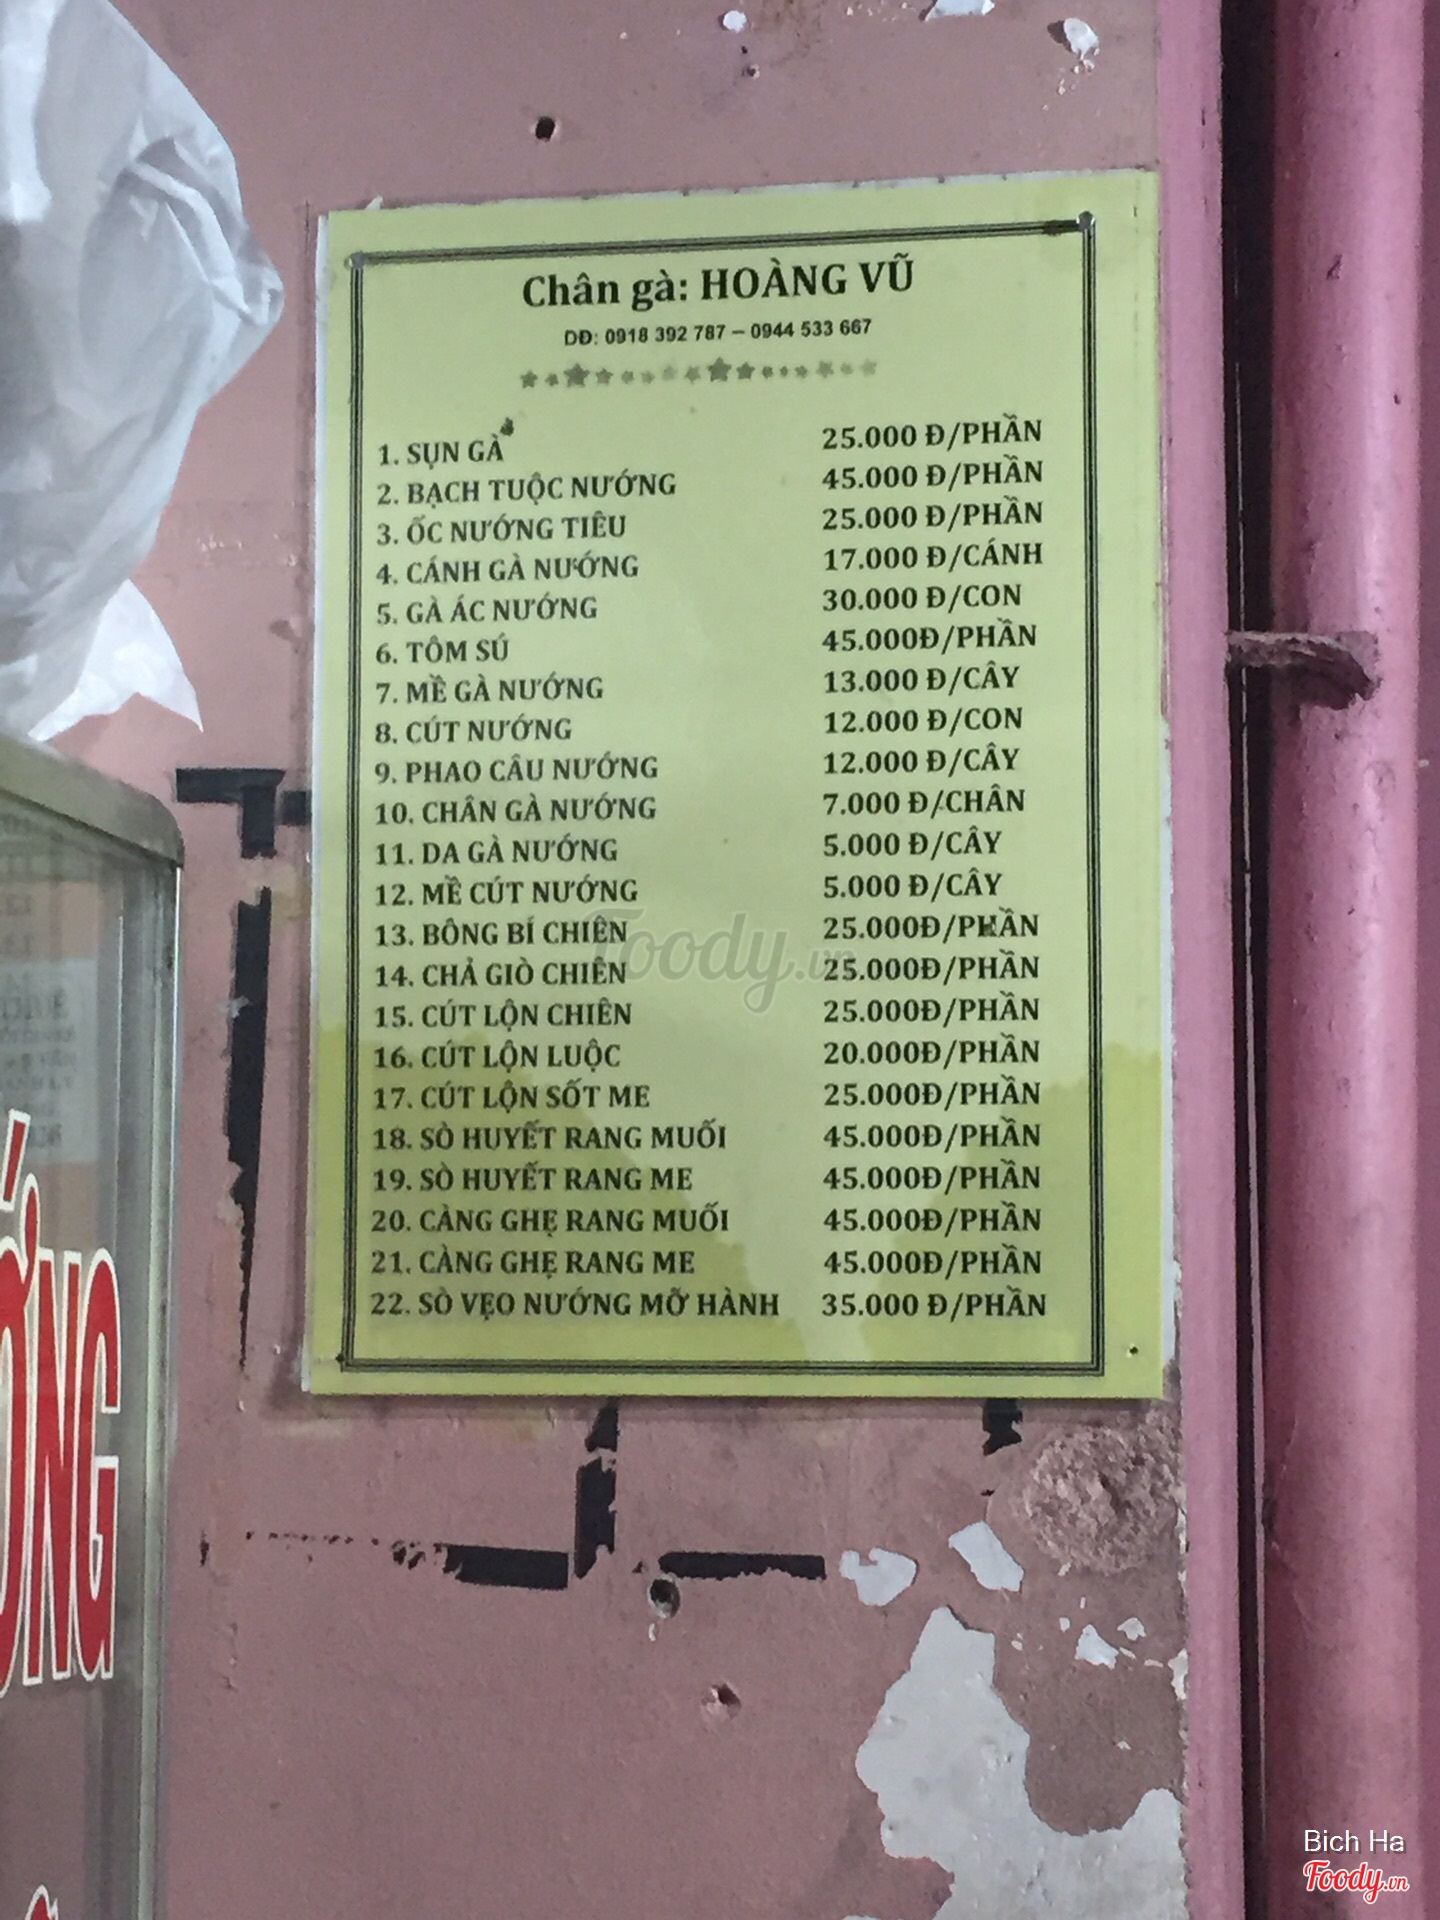 Chân gà: HOÀNG VŨ
DĐ: 0918 392 787 – 0944 533 667
1. SỤN GÀ 25.000 Đ/PHẦN
2. BẠCH TUỘC NƯỚNG 45.000 Đ/PHẦN
3. ỐC NƯỚNG TIÊU 25.000 Đ/PHẦN
4. CÁNH GÀ NƯỚNG 17.000 Đ/CÁNH
5. GÀ ÁC NƯỚNG 30.000 Đ/CON
6. TÔM SÚ 45.000Đ/PHẦN
7. MỀ GÀ NƯỚNG 13.000 Đ/CÂY
8. CÚT NƯỚNG 12.000 Đ/CON
9. PHAO CÂU NƯỚNG 12.000 Đ/CÂY
10. CHÂN GÀ NƯỚNG 7.000 Đ/CHÂN
11. DA GÀ NƯỚNG 5.000 Đ/CÂY
12. MỀ CÚT NƯỚNG 5.000 Đ/CÂY
13. BÔNG BÍ CHIÊN 25.000Đ/PHẦN
Foody.vn
14. CHẢ GIÒ CHIÊN 25.000Đ/PHẦN
15. CÚT LỘN CHIÊN 25.000Đ/PHẦN
16. CÚT LỘN LUỘC 20.000Đ/PHẦN
17. CÚT LỘN SỐT ME 25.000Đ/PHẦN
18. SÒ HUYẾT RANG MUỐI 45.000Đ/PHẦN
19. SÒ HUYẾT RANG ME 45.000Đ/PHẦN
20. CÀNG GHẸ RANG MUỐI 45.000Đ/PHẦN
21. CÀNG GHẸ RANG ME 45.000Đ/PHẦN
22. SÒ VẸO NƯỚNG MỠ HÀNH 35.000 Đ/PHẦN
ỚNG
Bich Ha
Foody.vn